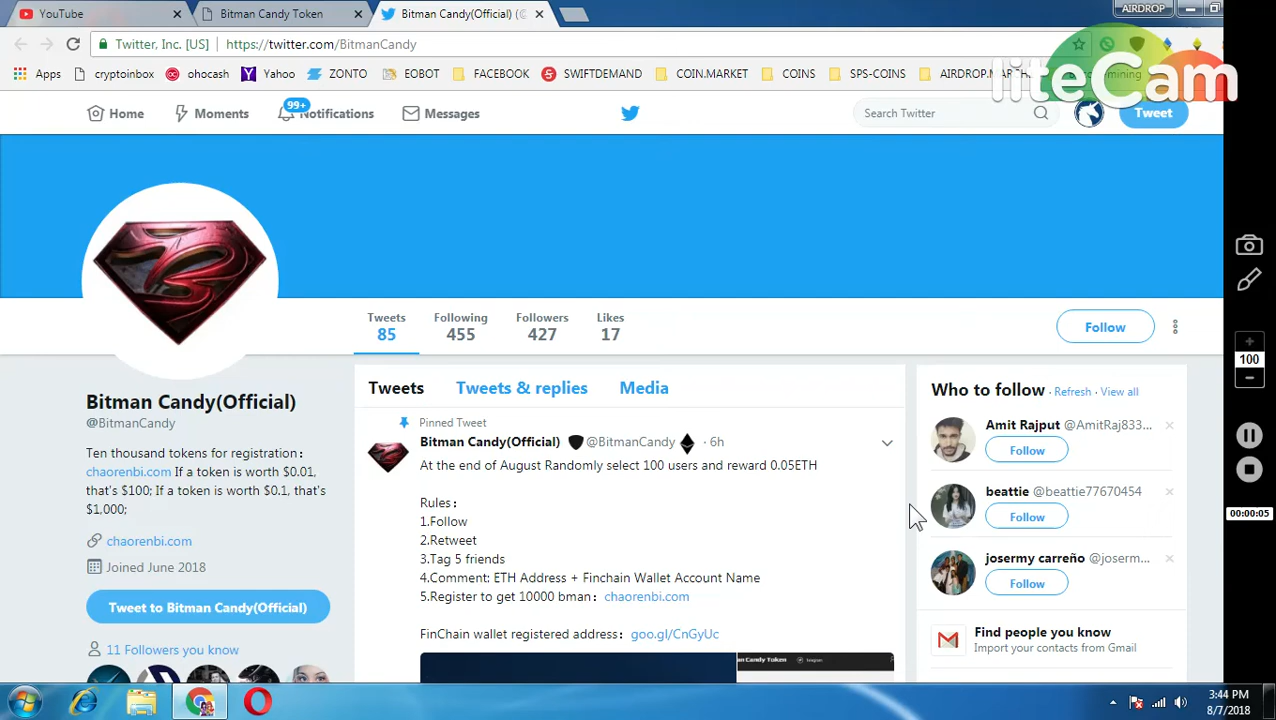 YouTube
Bitman Candy Token
Bitman Candy(Official) (@
AIRDROP
Twitter, Inc. [US]
https://twitter.com/BitmanCandy
Apps
cryptoinbox
ohocash
Yahoo
ZONTO
EOBOT
FACEBOOK
SWIFTDEMAND
COIN.MARKET
COINS
SPS-COINS
liteCam
Home
Moments
99+
Notifications
Messages
Search Twitter
Tweet
Tweets
85
Following
455
Followers
427
Likes
17
Follow
Bitman Candy(Official)
@BitmanCandy
Ten thousand tokens for registration：
chaorenbi.com If a token is worth $0.01,
that's $100; If a token is worth $0.1, that's
$1,000;
chaorenbi.com
Joined June 2018
Tweet to Bitman Candy(Official)
11 Followers you know
Tweets
Tweets & replies
Media
Pinned Tweet
Bitman Candy(Official) @BitmanCandy · 6h
At the end of August Randomly select 100 users and reward 0.05ETH
Rules：
1.Follow
2.Retweet
3.Tag 5 friends
4.Comment: ETH Address + Finchain Wallet Account Name
5.Register to get 10000 bman：chaorenbi.com
FinChain wallet registered address：goo.gl/CnGyUc
Who to follow · Refresh · View all
Amit Rajput @AmitRaj833...
Follow
beattie @beattie77670454
Follow
josermy carreño @joserm...
Follow
Find people you know
Import your contacts from Gmail
100
00:00:05
3:44 PM
8/7/2018